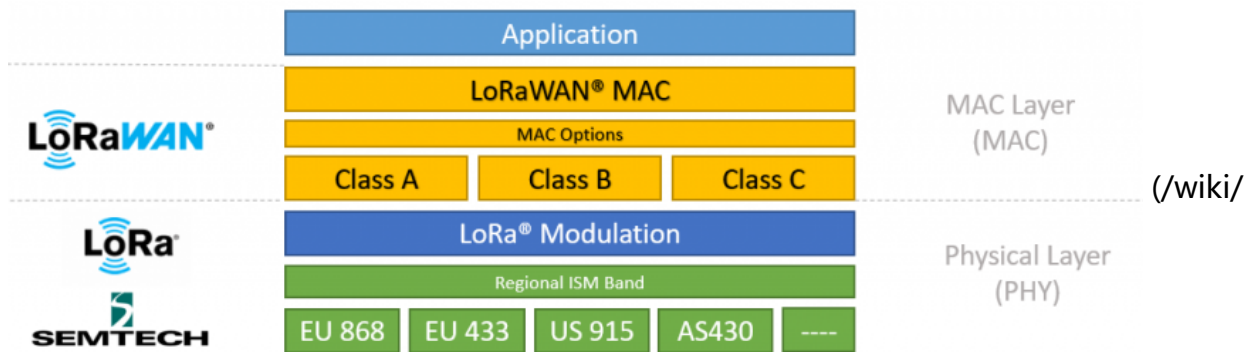 Application
LoRaWAN® MAC
MAC Options
Class A Class B Class C
LoRaWAN®
MAC Layer
(MAC)
(/wiki/
LoRa® Modulation
Regional ISM Band
EU 868 EU 433 US 915 AS430 ----
LoRa®
SEMTECH
Physical Layer
(PHY)